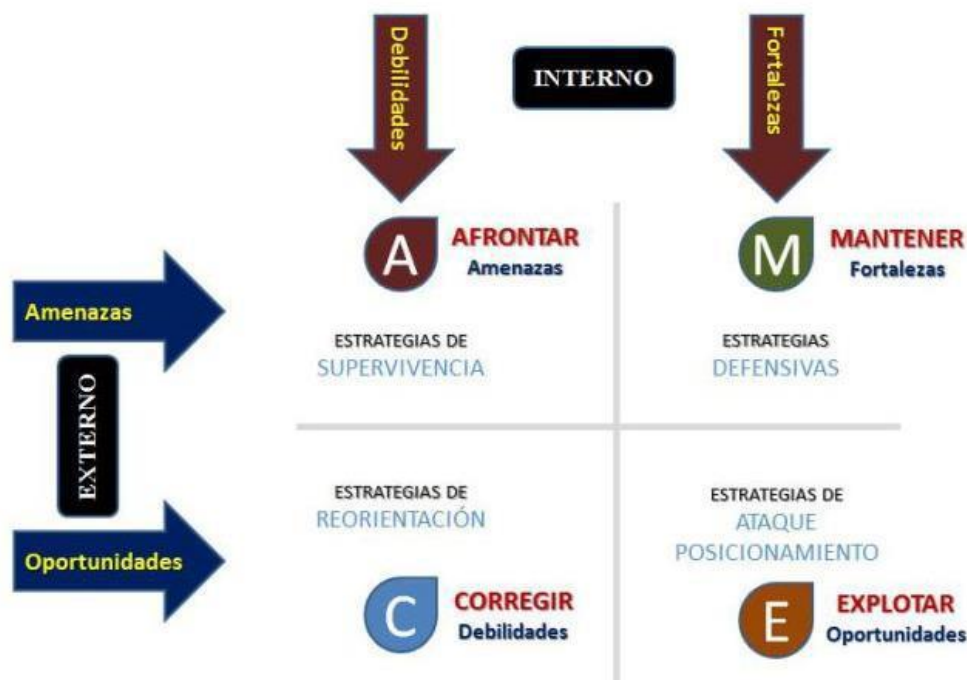 Debilidades
INTERNO
Fortalezas
A
AFRONTAR
Amenazas
M
MANTENER
Fortalezas
Amenazas
ESTRATEGIAS DE
SUPERVIVENCIA
ESTRATEGIAS
DEFENSIVAS
EXTERNO
ESTRATEGIAS DE
REORIENTACIÓN
ESTRATEGIAS DE
ATAQUE
POSICIONAMIENTO
Oportunidades
C
CORREGIR
Debilidades
E
EXPLOTAR
Oportunidades